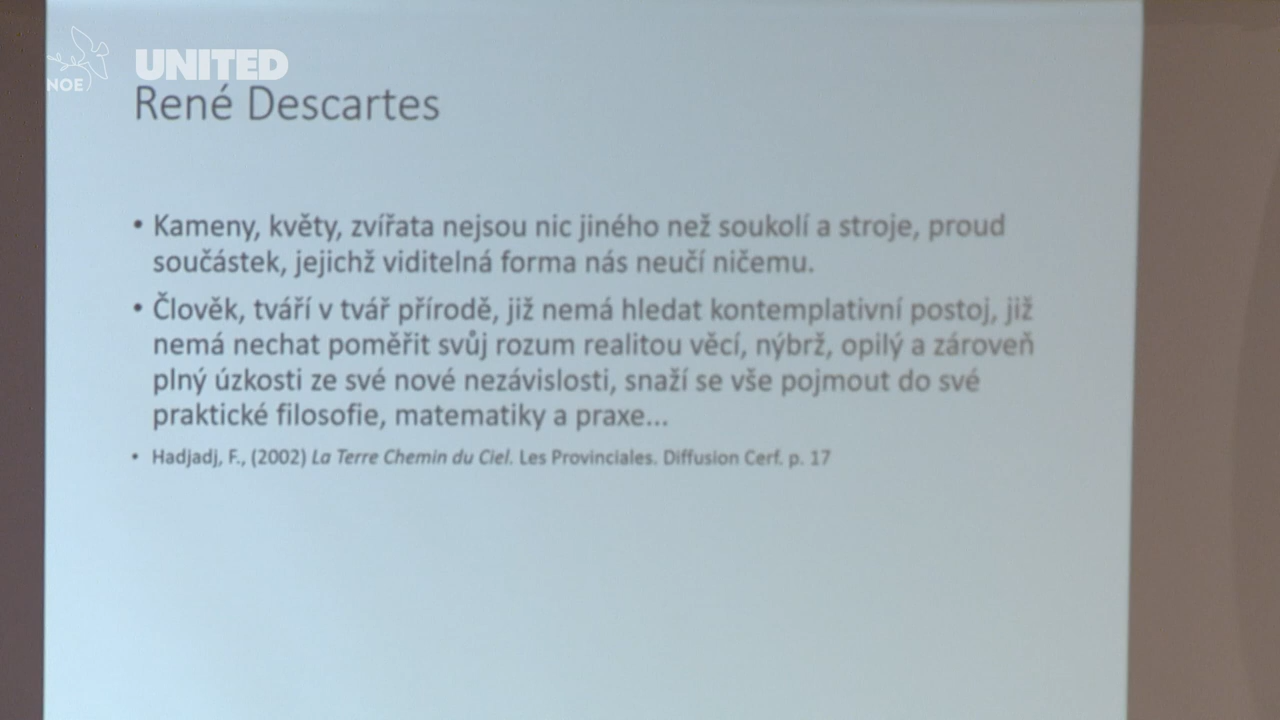 NOE
UNITED
René Descartes
• Kameny, květy, zvířata nejsou nic jiného než soukolí a stroje, proud
součástek, jejichž viditelná forma nás neučí ničemu.
• Člověk, tváří v tvář přírodě, již nemá hledat kontemplativní postoj, již
nemá nechat poměřit svůj rozum realitou věcí, nýbrž, opilý a zároveň
plný úzkosti ze své nové nezávislosti, snaží se vše pojmout do své
praktické filosofie, matematiky a praxe...
• Hadjadj, F., (2002) La Terre Chemin du Ciel. Les Provinciales. Diffusion Cerf. p. 17